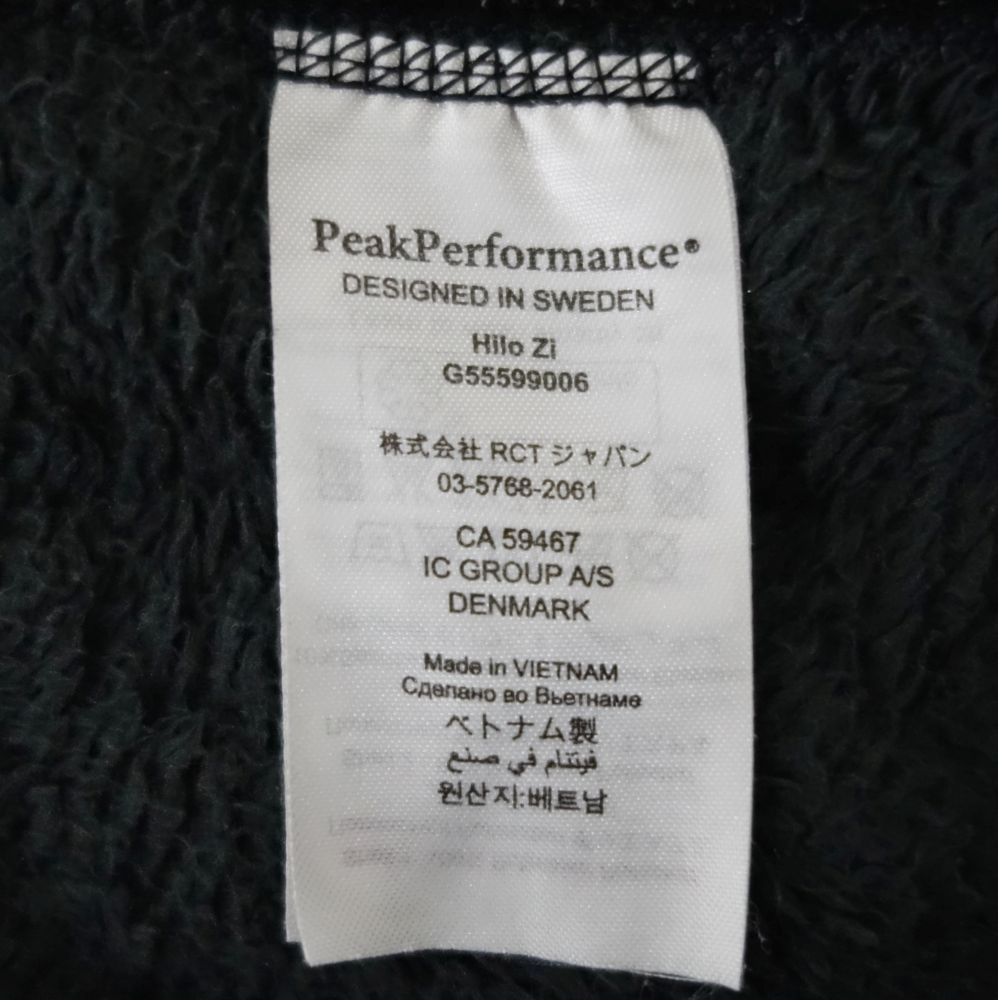 PeakPerformance®
DESIGNED IN SWEDEN
Hilo Zi
G55599006
株式会社 RCT ジャパン
03-5768-2061
CA 59467
IC GROUP A/S
DENMARK
Made in VIETNAM
Сделано во Вьетнаме
ベトナム製
فيتنام في صنع
원산지:베트남